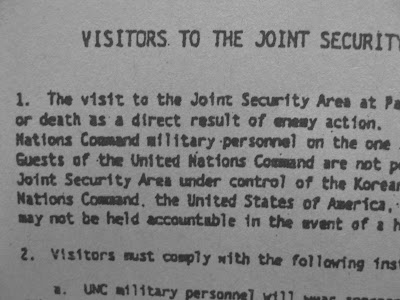 VISITORS TO THE JOINT SECURITY
1. The visit to the Joint Security Area at Pa
or death as a direct result of enemy action.
Nations Command military personnel on the one
Guests of the United Nations Command are not pe
Joint Security Area under control of the Korean
Nations Command, the United States of America,
may not be held accountable in the event of a h
2. Visitors must comply with the following inst
a. UNC military personnel will